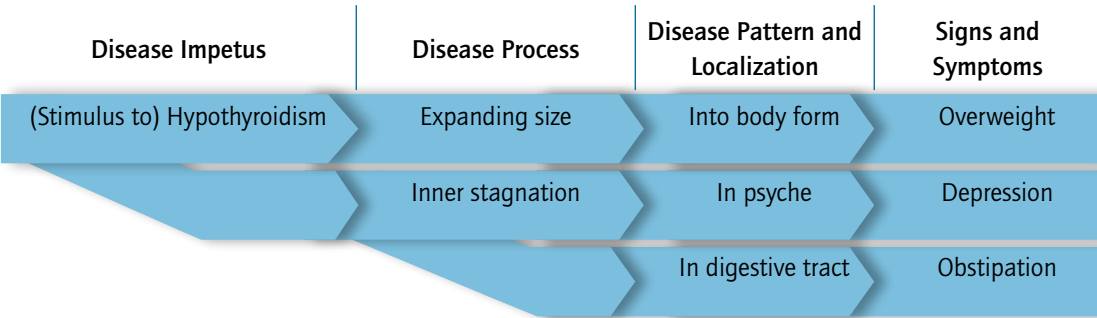 Disease Impetus
Disease Process
Disease Pattern and
Localization
Signs and
Symptoms
(Stimulus to) Hypothyroidism
Expanding size
Into body form
Overweight
Inner stagnation
In psyche
Depression
In digestive tract
Obstipation